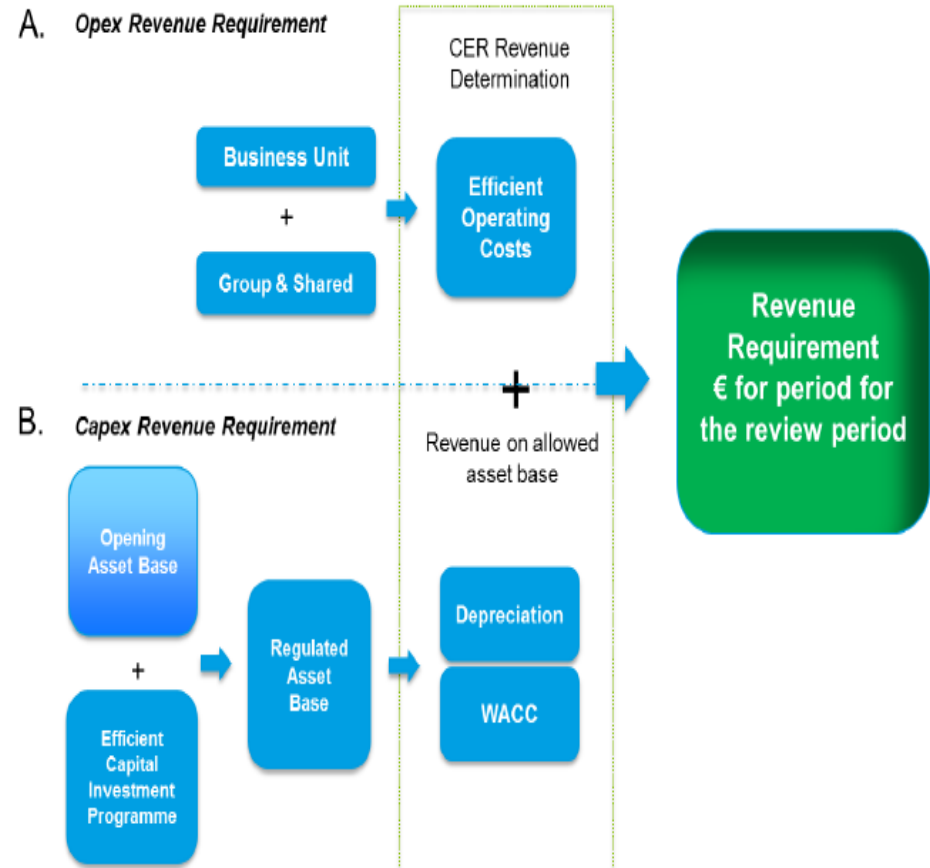 A. Opex Revenue Requirement
CER Revenue
Determination
Business Unit
+
Group & Shared
Efficient
Operating
Costs
Revenue
Requirement
€ for period for
the review period
+
B. Capex Revenue Requirement
Revenue on allowed
asset base
Opening
Asset Base
+
Efficient
Capital
Investment
Programme
Regulated
Asset
Base
Depreciation
WACC